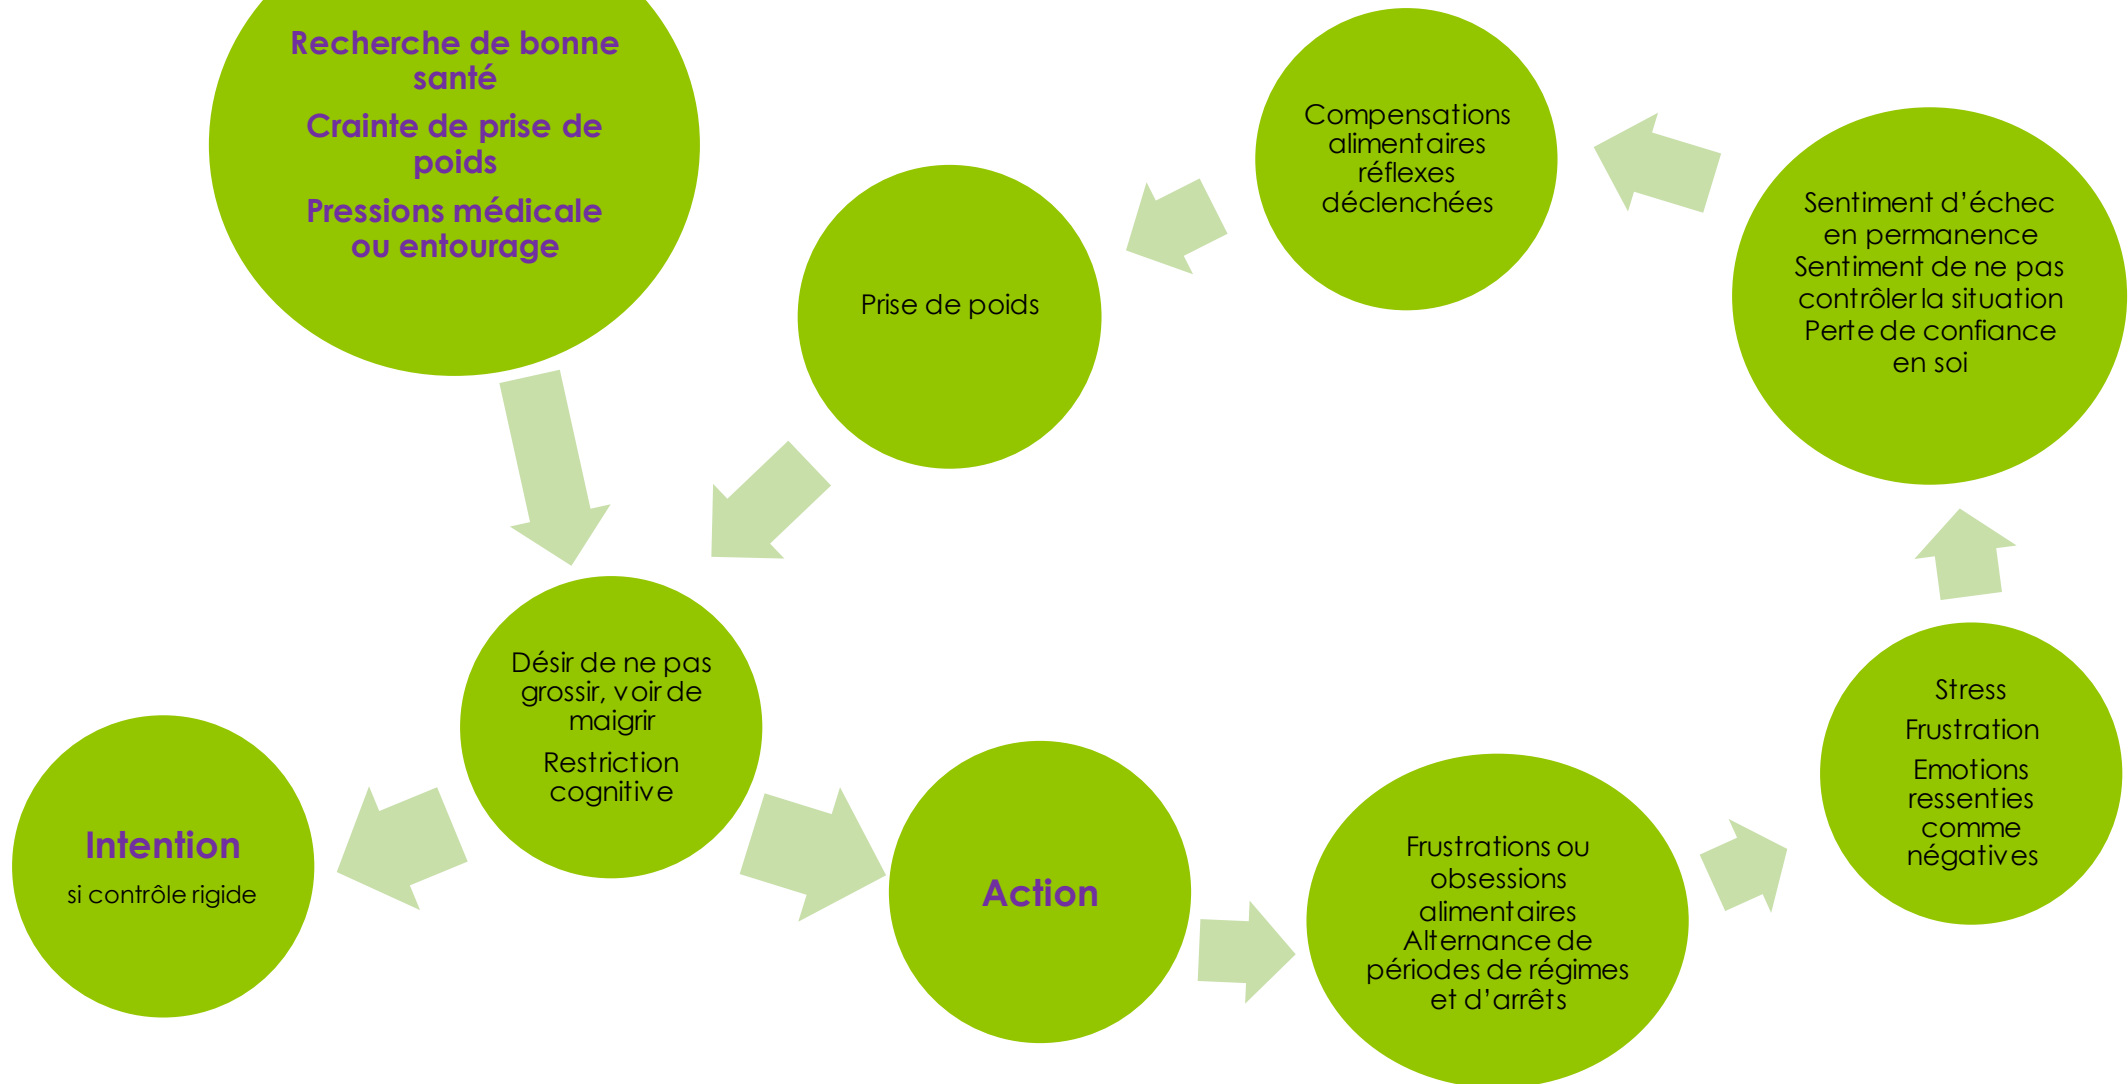 Recherche de bonne
santé
Crainte de prise de
poids
Pressions médicale
ou entourage
Prise de poids
Compensations
alimentaires
réflexes
déclenchées
Sentiment d’échec
en permanence
Sentiment de ne pas
contrôler la situation
Perte de confiance
en soi
Désir de ne pas
grossir, voir de
maigrir
Restriction
cognitive
Intention
si contrôle rigide
Action
Frustrations ou
obsessions
alimentaires
Alternance de
périodes de régimes
et d’arrêts
Stress
Frustration
Emotions
ressenties
comme
négatives